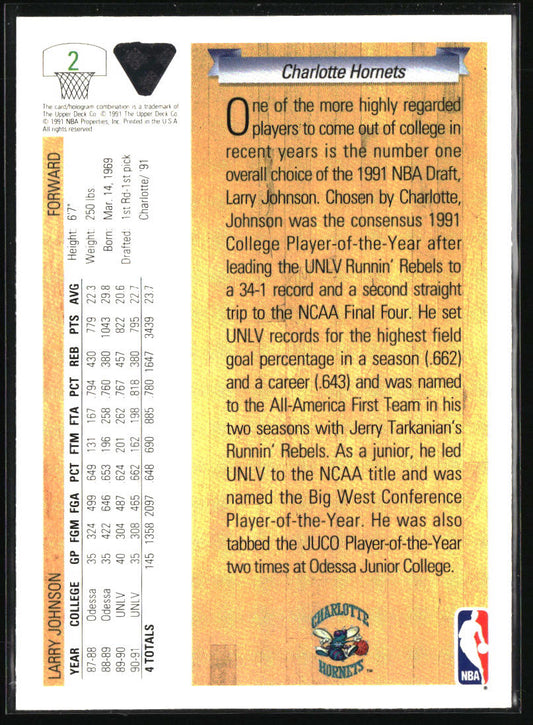 2
The card/hologram combination is a trademark of
The Upper Deck Co. © 1991 The Upper Deck Co.
© 1991 NBA Properties, Inc. Printed in the U.S.A.
All rights reserved.
Charlotte Hornets
One of the more highly regarded
players to come out of college in
recent years is the number one
overall choice of the 1991 NBA Draft,
Larry Johnson. Chosen by Charlotte,
Johnson was the consensus 1991
College Player-of-the-Year after
leading the UNLV Runnin' Rebels to
a 34-1 record and a second straight
trip to the NCAA Final Four. He set
UNLV records for the highest field
goal percentage in a season (.662)
and a career (.643) and was named
to the All-America First Team in his
two seasons with Jerry Tarkanian's
Runnin' Rebels. As a junior, he led
UNLV to the NCAA title and was
named the Big West Conference
Player-of-the-Year. He was also
tabbed the JUCO Player-of-the-Year
two times at Odessa Junior College.
LARRY JOHNSON FORWARD
Height: 6'7"
Weight: 250 lbs
Born: Mar. 14, 1969
Drafted: 1st Rd-1st pick
Charlotte/ 91
YEAR COLLEGE GP FGM FGA PCT FTM FTA PCT REB PTS AVG
87-88 Odessa 35 324 499 .649 131 167 .794 430 779 22.3
88-89 Odessa 35 422 646 .653 196 258 .760 380 1043 29.8
89-90 UNLV 40 304 487 .624 201 262 .767 457 822 20.6
90-91 UNLV 35 308 465 .662 162 198 .818 380 795 22.7
4 TOTALS 145 1358 2097 .648 690 885 .780 1647 3439 23.7
CHARLOTTE
HORNETS
TM
NBA